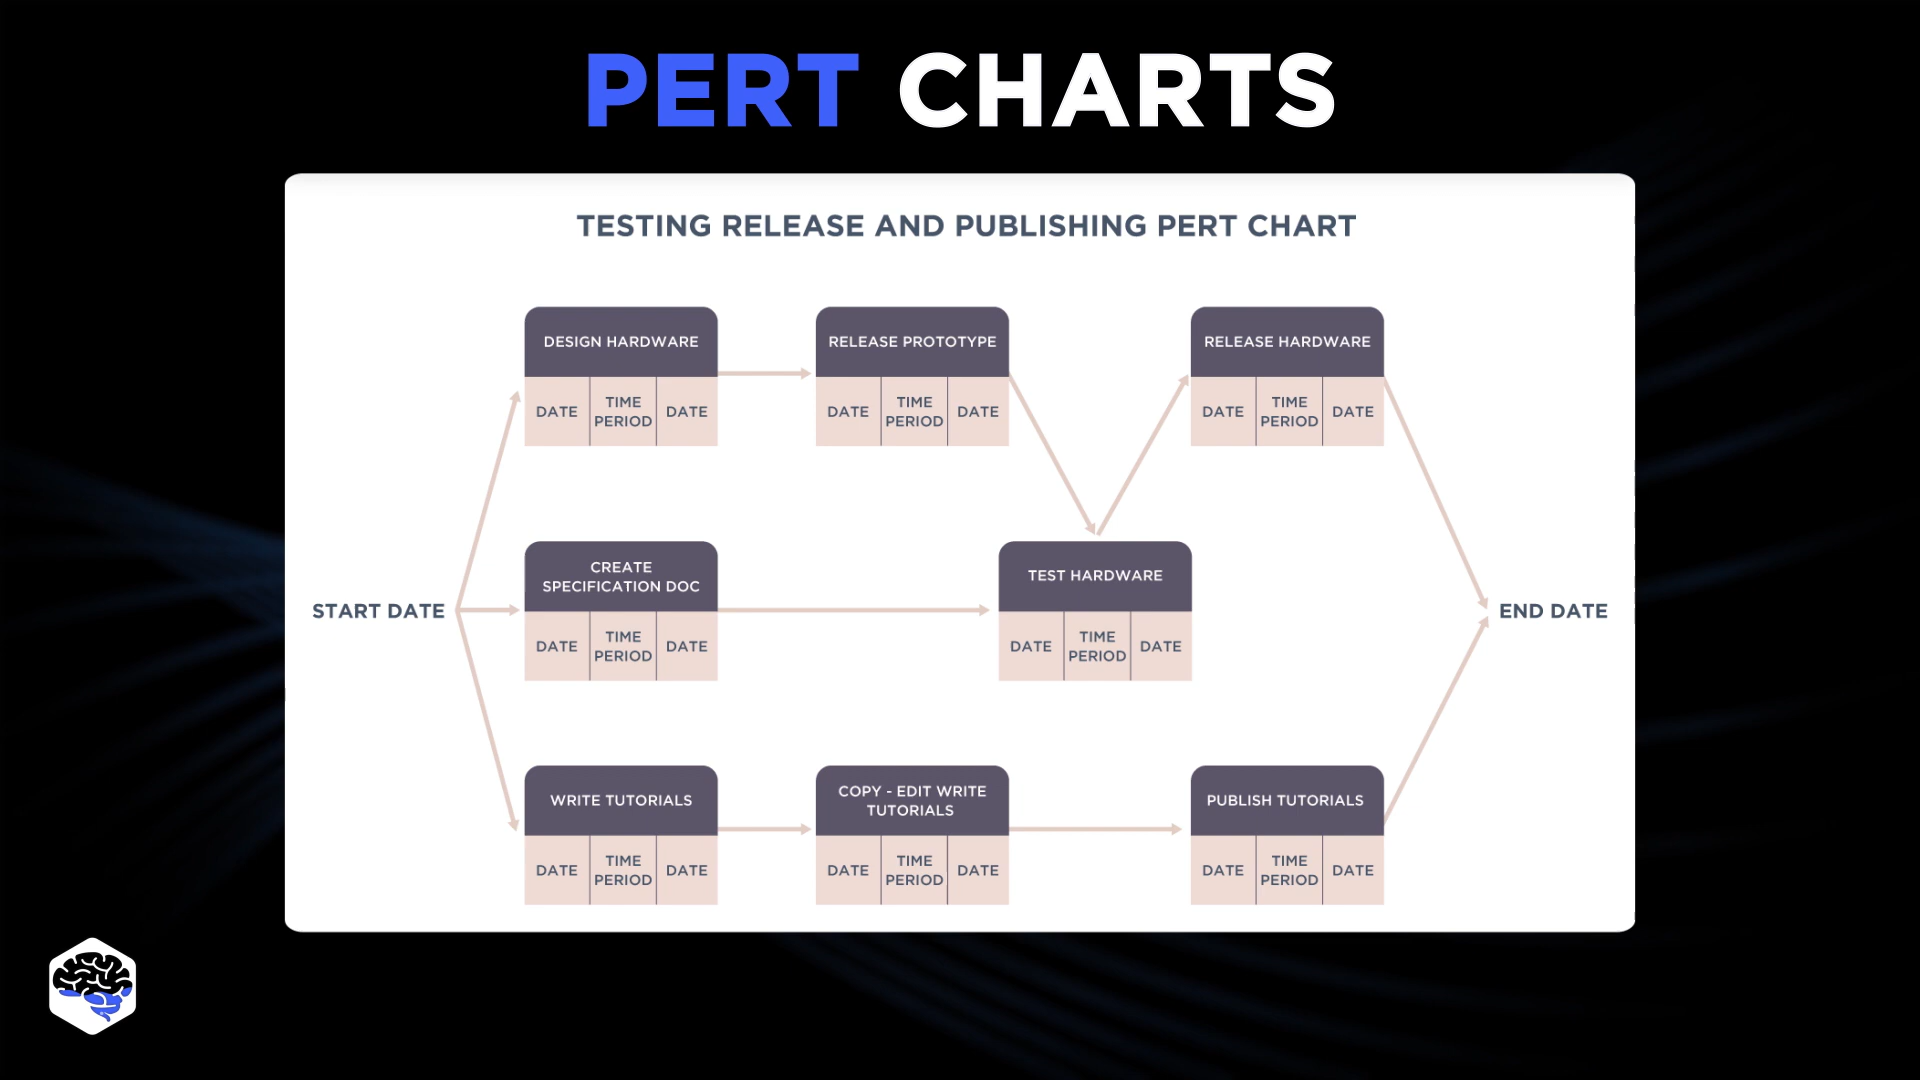 PERT CHARTS
TESTING RELEASE AND PUBLISHING PERT CHART
DESIGN HARDWARE
DATE
TIME
PERIOD
DATE
RELEASE PROTOTYPE
DATE
TIME
PERIOD
DATE
RELEASE HARDWARE
DATE
TIME
PERIOD
DATE
START DATE
CREATE
SPECIFICATION DOC
DATE
TIME
PERIOD
DATE
TEST HARDWARE
DATE
TIME
PERIOD
DATE
END DATE
WRITE TUTORIALS
DATE
TIME
PERIOD
DATE
COPY - EDIT WRITE
TUTORIALS
DATE
TIME
PERIOD
DATE
PUBLISH TUTORIALS
DATE
TIME
PERIOD
DATE